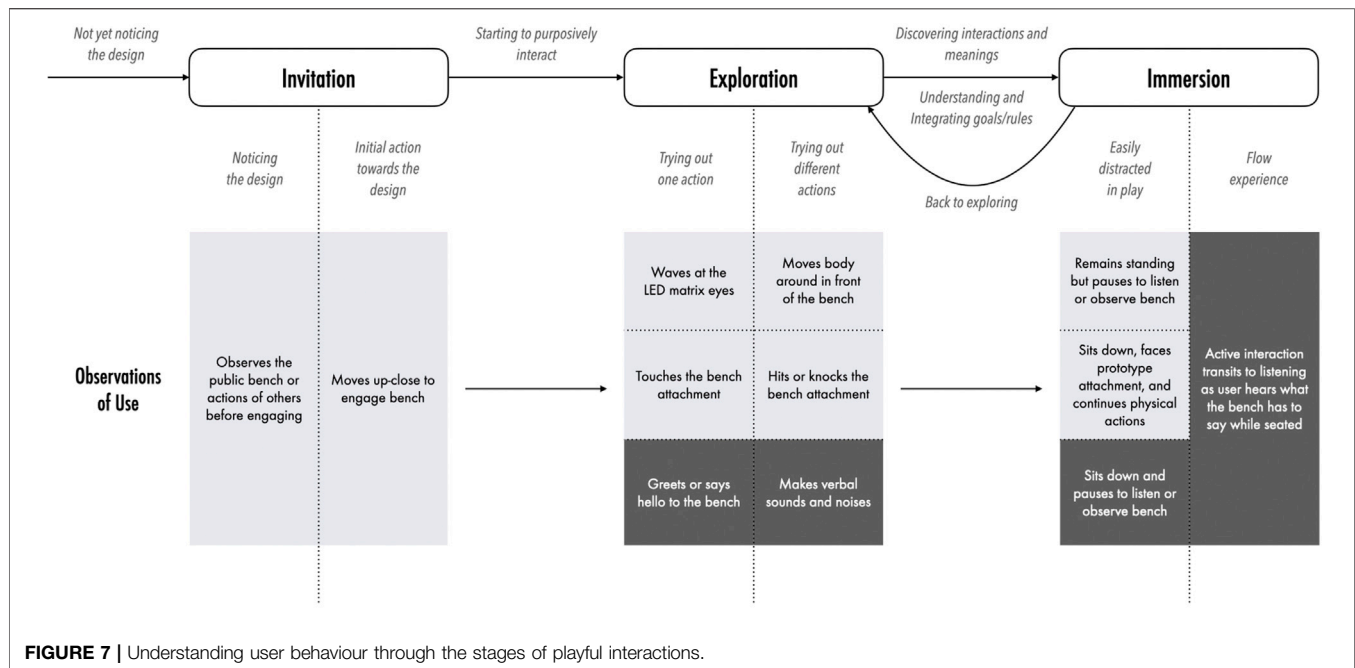 Not yet noticing
the design
Invitation
Starting to purposively
interact
Exploration
Discovering interactions and
meanings
Immersion
Understanding and
Integrating goals/rules
Back to exploring
Noticing
the design
Initial action
towards the
design
Trying out
one action
Trying out
different
actions
Easily
distracted
in play
Flow
experience
Observations
of Use
Observes the
public bench or
actions of others
before engaging
Moves up-close to
engage bench
Waves at the
LED matrix eyes
Moves body
around in front
of the bench
Touches the bench
attachment
Hits or knocks the
bench attachment
Greets or says
hello to the bench
Makes verbal
sounds and noises
Remains standing
but pauses to listen
or observe bench
Sits down, faces
prototype
attachment, and
continues physical
actions
Sits down and
pauses to listen or
observe bench
Active interaction
transits to listening
as user hears what
the bench has to
say while seated
FIGURE 7 | Understanding user behaviour through the stages of playful interactions.